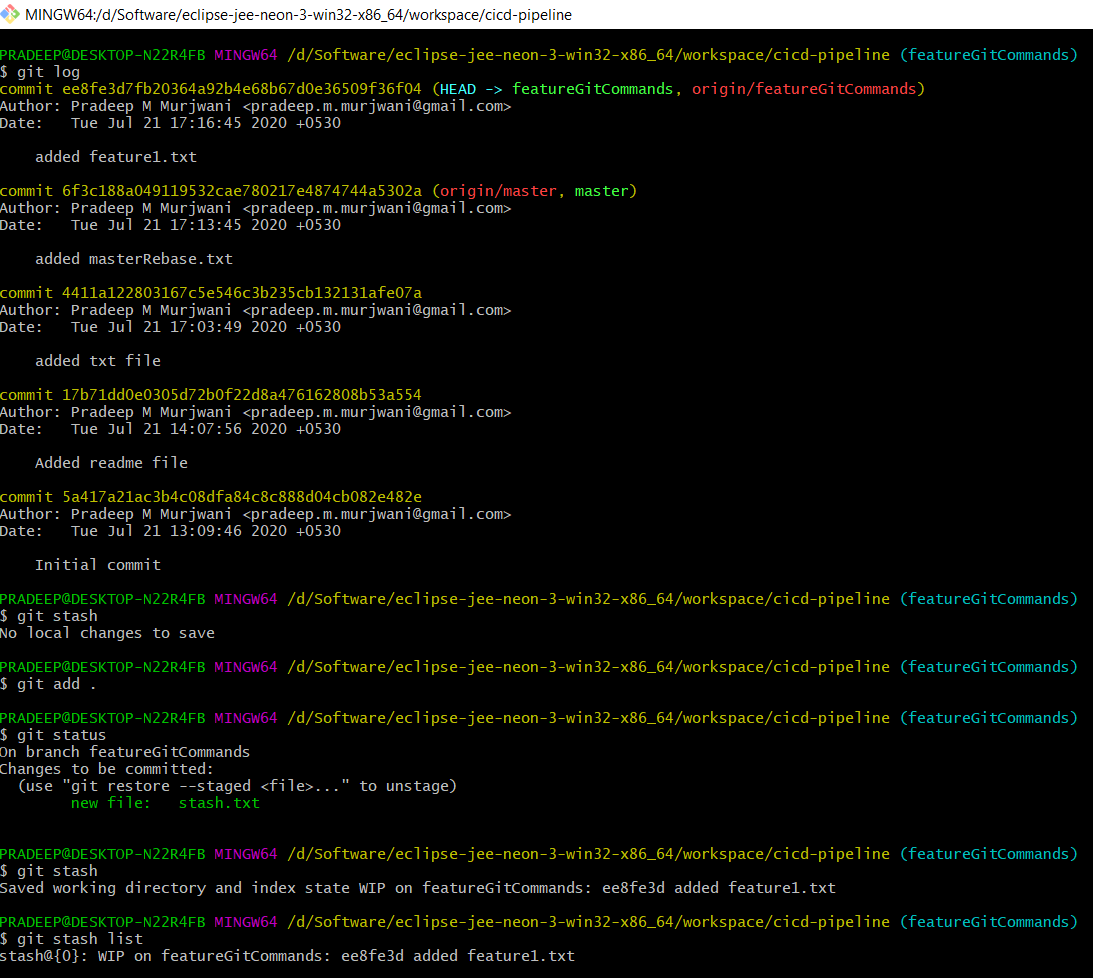 MINGW64:/d/Software/eclipse-jee-neon-3-win32-x86_64/workspace/cicd-pipeline
PRADEEP@DESKTOP-N22R4FB MINGW64 /d/Software/eclipse-jee-neon-3-win32-x86_64/workspace/cicd-pipeline (featureGitCommands)
$ git log
commit ee8fe3d7fb20364a92b4e68b67d0e36509f36f04 (HEAD -> featureGitCommands, origin/featureGitCommands)
Author: Pradeep M Murjwani <pradeep.m.murjwani@gmail.com>
Date:   Tue Jul 21 17:16:45 2020 +0530
    added feature1.txt
commit 6f3c188a049119532cae780217e4874744a5302a (origin/master, master)
Author: Pradeep M Murjwani <pradeep.m.murjwani@gmail.com>
Date:   Tue Jul 21 17:13:45 2020 +0530
    added masterRebase.txt
commit 4411a122803167c5e546c3b235cb132131afe07a
Author: Pradeep M Murjwani <pradeep.m.murjwani@gmail.com>
Date:   Tue Jul 21 17:03:49 2020 +0530
    added txt file
commit 17b71dd0e0305d72b0f22d8a476162808b53a554
Author: Pradeep M Murjwani <pradeep.m.murjwani@gmail.com>
Date:   Tue Jul 21 14:07:56 2020 +0530
    Added readme file
commit 5a417a21ac3b4c08dfa84c8c888d04cb082e482e
Author: Pradeep M Murjwani <pradeep.m.murjwani@gmail.com>
Date:   Tue Jul 21 13:09:46 2020 +0530
    Initial commit
PRADEEP@DESKTOP-N22R4FB MINGW64 /d/Software/eclipse-jee-neon-3-win32-x86_64/workspace/cicd-pipeline (featureGitCommands)
$ git stash
No local changes to save
PRADEEP@DESKTOP-N22R4FB MINGW64 /d/Software/eclipse-jee-neon-3-win32-x86_64/workspace/cicd-pipeline (featureGitCommands)
$ git add .
PRADEEP@DESKTOP-N22R4FB MINGW64 /d/Software/eclipse-jee-neon-3-win32-x86_64/workspace/cicd-pipeline (featureGitCommands)
$ git status
On branch featureGitCommands
Changes to be committed:
  (use "git restore --staged <file>..." to unstage)
        new file:   stash.txt
PRADEEP@DESKTOP-N22R4FB MINGW64 /d/Software/eclipse-jee-neon-3-win32-x86_64/workspace/cicd-pipeline (featureGitCommands)
$ git stash
Saved working directory and index state WIP on featureGitCommands: ee8fe3d added feature1.txt
PRADEEP@DESKTOP-N22R4FB MINGW64 /d/Software/eclipse-jee-neon-3-win32-x86_64/workspace/cicd-pipeline (featureGitCommands)
$ git stash list
stash@{0}: WIP on featureGitCommands: ee8fe3d added feature1.txt